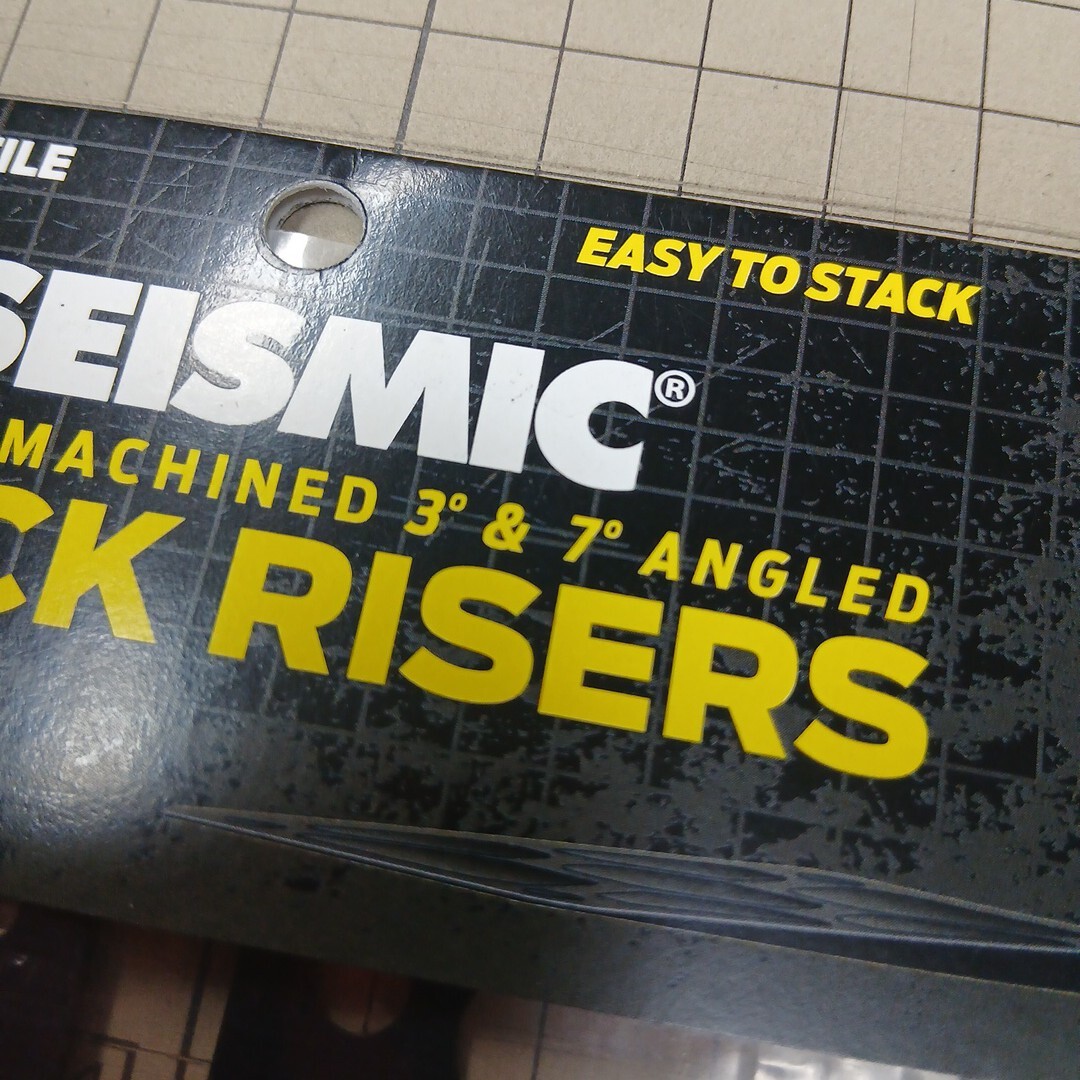 ILE
EASY TO STACK
SEISMIC®
MACHINED 3° & 7° ANGLED
CK RISERS